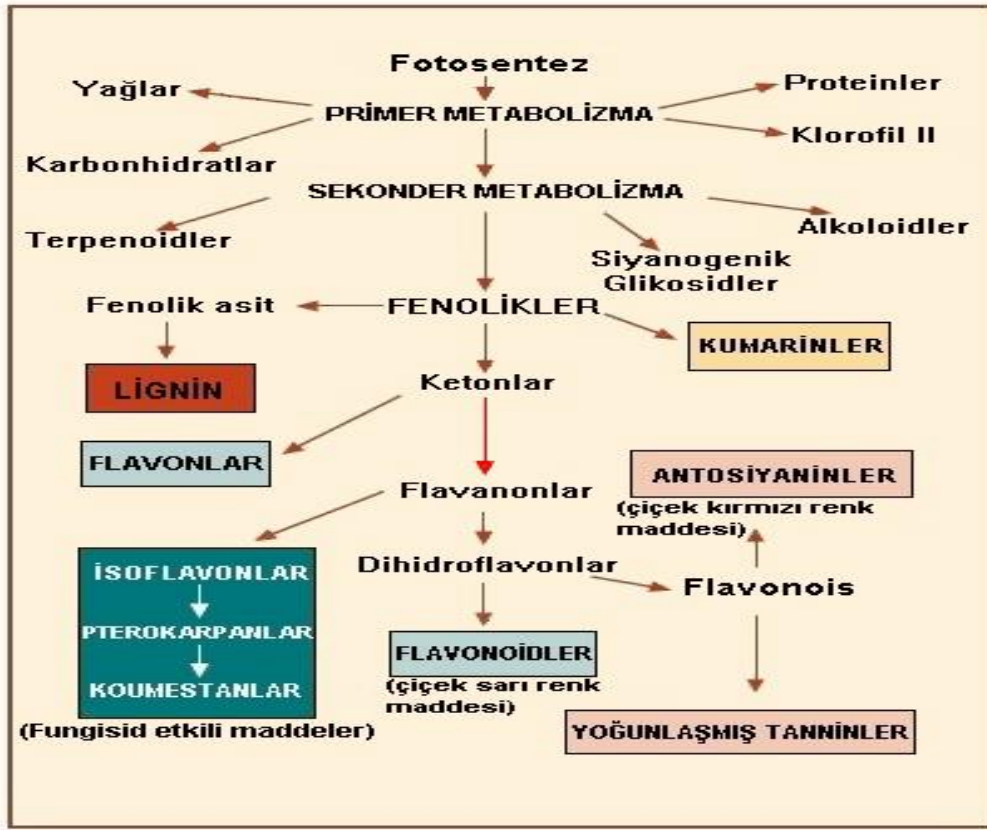 Fotosentez
Yağlar
Proteinler
PRİMER METABOLİZMA
Klorofil II
Karbonhidratlar
SEKONDER METABOLİZMA
Terpenoidler
Alkoloidler
Siyanogenik
Glikosidler
Fenolik asit
FENOLİKLER
KUMARİNLER
LİGNİN
Ketonlar
FLAVONLAR
ANTOSİYANİNLER
Flavanonlar
(çiçek kırmızı renk
maddesi)
Dihidroflavonlar
İSOFLAVONLAR
Flavonois
PTEROKARPANLAR
FLAVONOİDLER
KOUMESTANLAR
(çiçek sarı renk
maddesi)
(Fungisid etkili maddeler)
YOĞUNLAŞMIŞ TANNİNLER